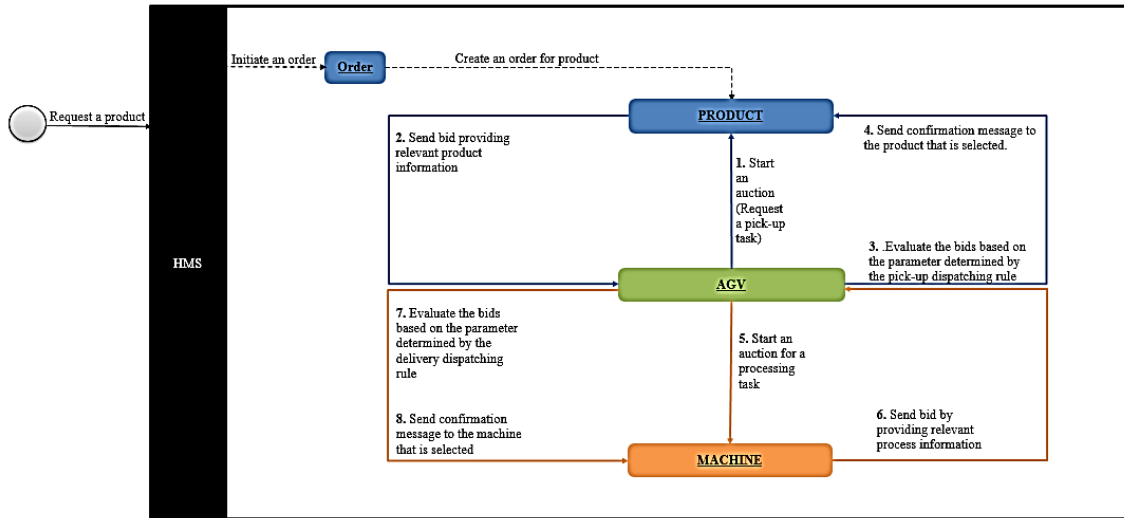 Initiate an order
Order
Create an order for product
Request a product
PRODUCT
2. Send bid providing
relevant product
information
4. Send confirmation message to
the product that is selected.
1. Start
an
auction
(Request
a pick-up
task)
HMS
3. .Evaluate the bids based on
the parameter determined by
the pick-up dispatching rule
AGV
7. Evaluate the bids
based on the parameter
determined by the
delivery dispatching
rule
5. Start an
auction for a
processing
task
8. Send confirmation
message to the machine
that is selected
6. Send bid by
providing relevant
process information
MACHINE